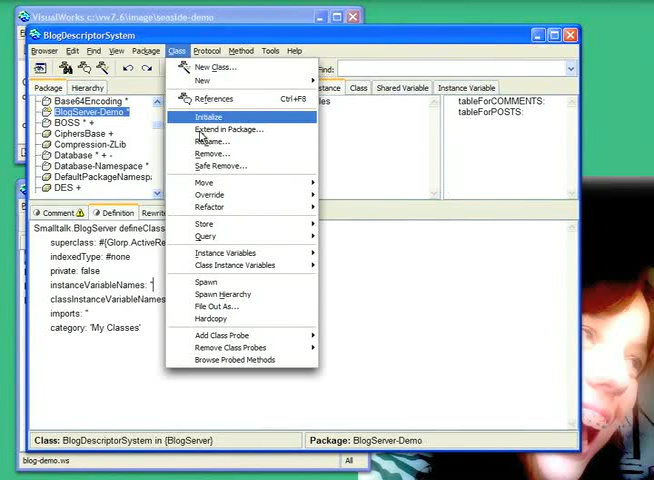 VisualWorks c:\vw7.6\image\seaside-demo
BlogDescriptorSystem
Browser Edit Find View Package Class Protocol Method Tools Help
Find:
Package Hierarchy
Instance Variable
Shared Variable
Class
Base64Encoding *
BlogServer-Demo *
BOSS * +
CiphersBase +
Compression-ZLib
Database * + -
Database-Namespace *
DES +
tableForCOMMENTS:
tableForPOSTS:
New Class...
New
References Ctrl+F8
Initialize
Extend in Package...
Rename...
Remove...
Safe Remove...
Move
Override
Refactor
Store
Query
Instance Variables
Class Instance Variables
Spawn
Spawn Hierarchy
File Out As...
Hardcopy
Add Class Probe
Remove Class Probes
Browse Probed Methods
Comment Definition
Smalltalk.BlogServer defineClass
superclass: #{Glorp.ActiveRe
indexedType: #none
private: false
instanceVariableNames: '
classInstanceVariableNames
imports: ''
category: 'My Classes'
Class: BlogDescriptorSystem in {BlogServer}
Package: BlogServer-Demo
blog-demo.ws
All